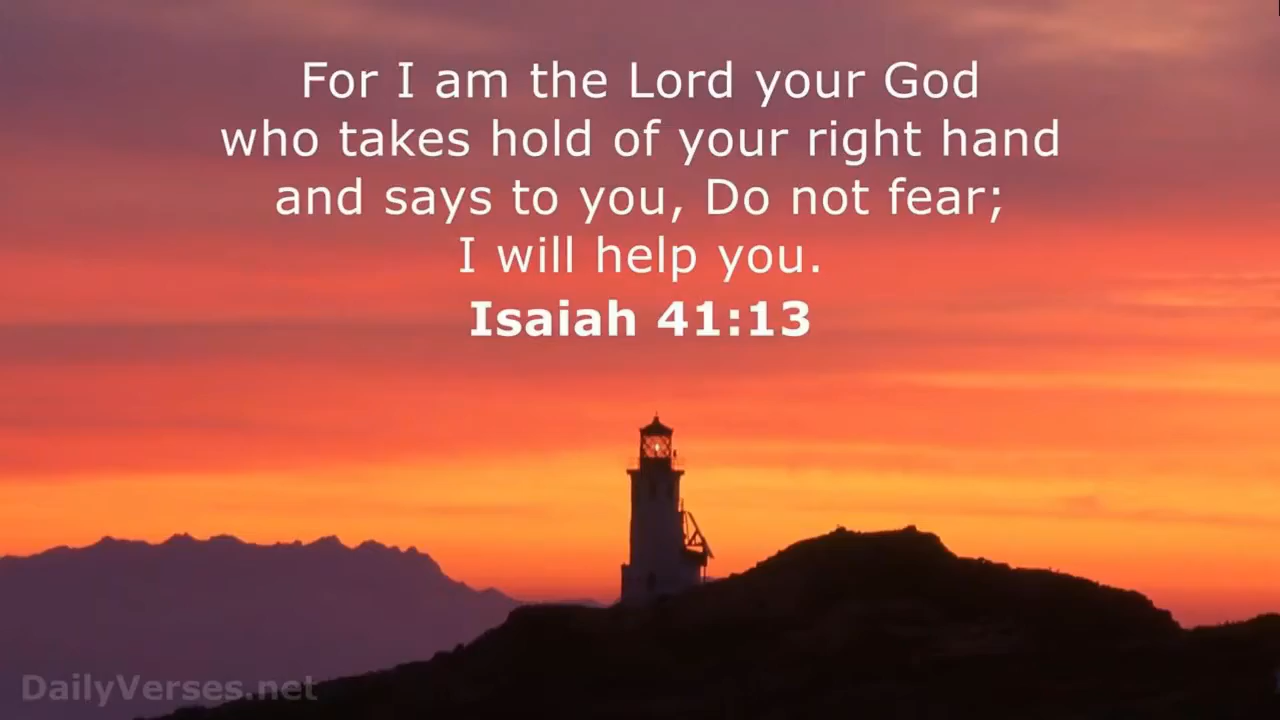 For I am the Lord your God
who takes hold of your right hand
and says to you, Do not fear;
I will help you.
Isaiah 41:13
DailyVerses.net